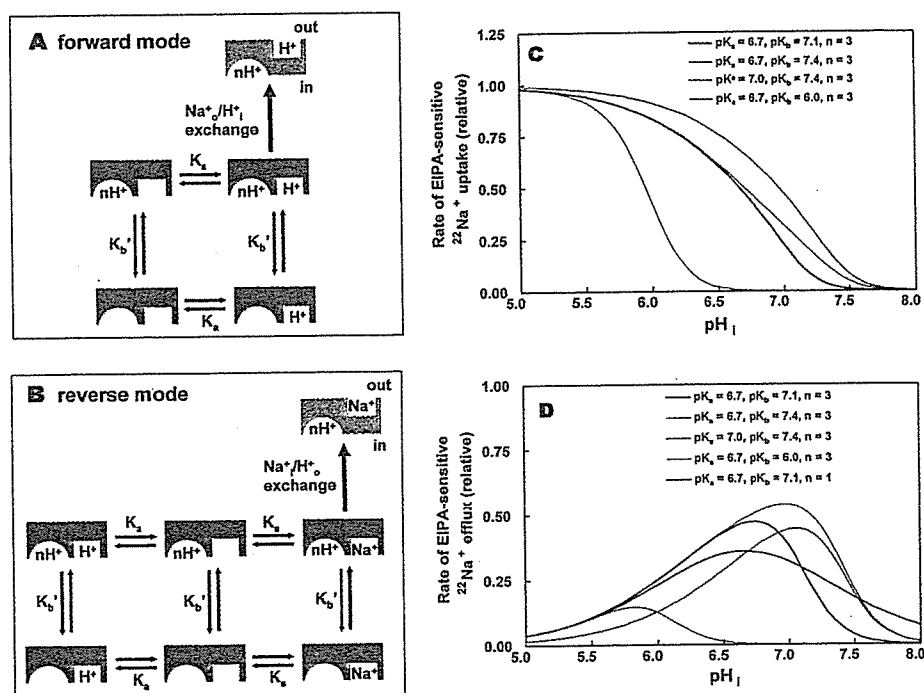 A forward mode
out
H+
nH+
in
Na+o/H+i
exchange
Ka
nH+
nH+ H+
Kb'
Kb'
Ka
H+
B reverse mode
out
Na+
nH+
in
Na+i/H+o
exchange
Ka
Ks
nH+ H+
nH+
nH+ Na+
Kb'
Kb'
Kb'
H+
Na+
Ka
Ks
C
pKa = 6.7, pKb = 7.1, n = 3
pKa = 6.7, pKb = 7.4, n = 3
= 7.0, pKb = 7.4, n = 3
pKa = 6.7, pKb = 6.0, n = 3
Rate of EIPA-sensitive
22Na+ uptake (relative)
1.25
1.00
0.75
0.50
0.25
0.00
5.0 5.5 6.0 6.5 7.0 7.5 8.0
pHi
D
pKa = 6.7, pKb = 7.1, n = 3
pKa = 6.7, pKb = 7.4, n = 3
pKa = 7.0, pKb = 7.4, n = 3
pKa = 6.7, pKb = 6.0, n = 3
pKa = 6.7, pKb = 7.1, n = 1
Rate of EIPA-sensitive
22Na+ efflux (relative)
1.00
0.75
0.50
0.25
0.00
5.0 5.5 6.0 6.5 7.0 7.5 8.0
pHi